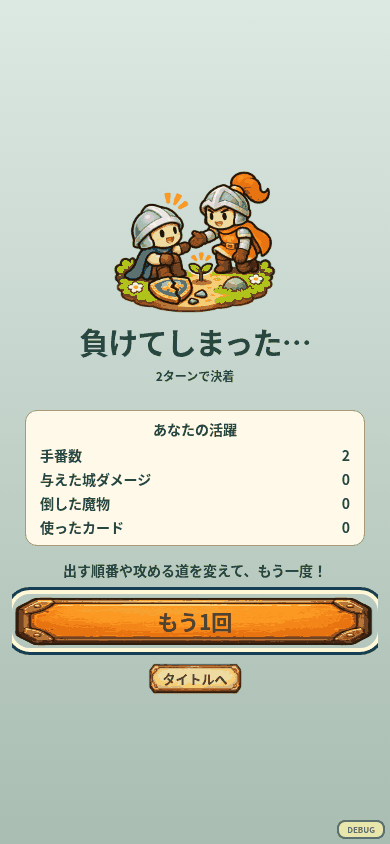 負けてしまった…
2ターンで決着
あなたの活躍
手番数 2
与えた城ダメージ 0
倒した魔物 0
使ったカード 0
出す順番や攻める道を変えて、もう一度！
もう1回
タイトルへ
DEBUG